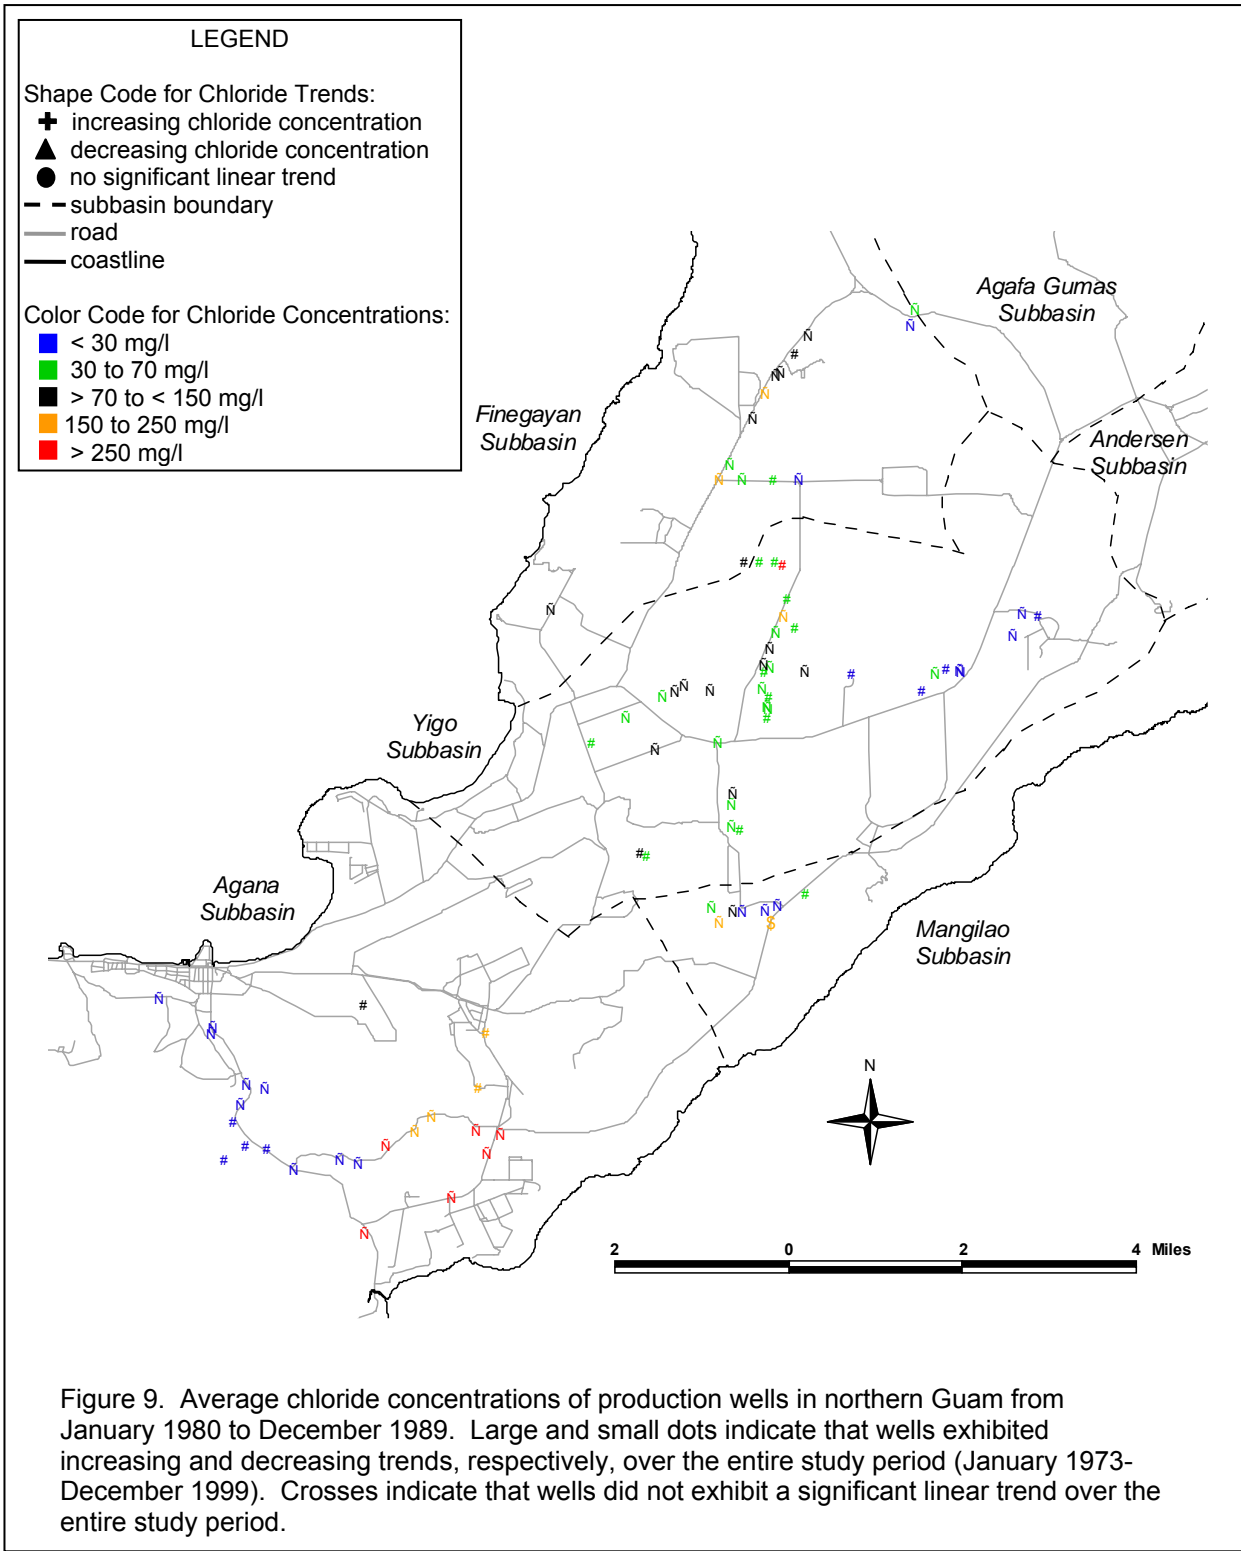 LEGEND
Shape Code for Chloride Trends:
increasing chloride concentration
decreasing chloride concentration
no significant linear trend
subbasin boundary
road
coastline
Color Code for Chloride Concentrations:
< 30 mg/l
30 to 70 mg/l
> 70 to < 150 mg/l
150 to 250 mg/l
> 250 mg/l
Agafa Gumas
Subbasin
Finegayan
Subbasin
Andersen
Subbasin
Yigo
Subbasin
Agana
Subbasin
Mangilao
Subbasin
N
2 0 2 4 Miles
Figure 9. Average chloride concentrations of production wells in northern Guam from
January 1980 to December 1989. Large and small dots indicate that wells exhibited
increasing and decreasing trends, respectively, over the entire study period (January 1973-
December 1999). Crosses indicate that wells did not exhibit a significant linear trend over the
entire study period.